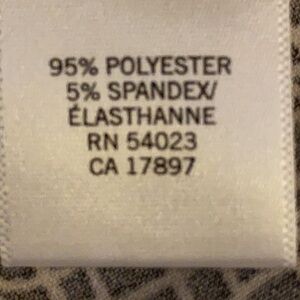 95% POLYESTER
5% SPANDEX/
ÉLASTHANNE
RN 54023
CA 17897